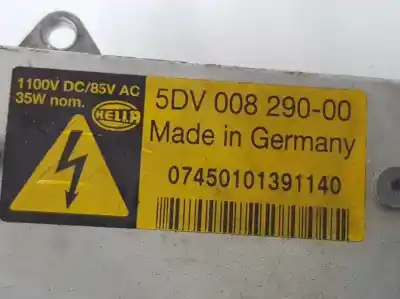 1100V DC/85V AC
35W nom.
HELLA
5DV 008 290-00
Made in Germany
07450101391140